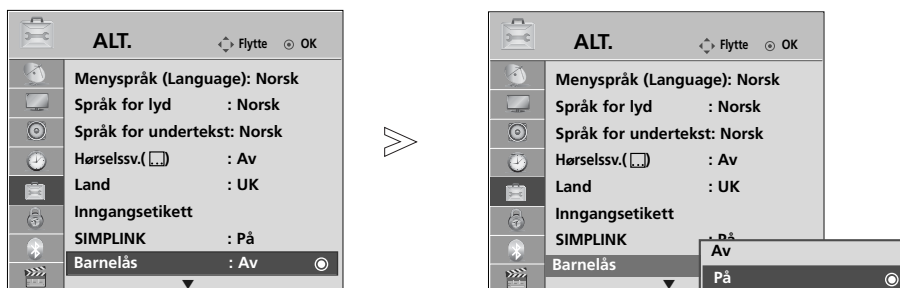 ALT. Flytte OK
Menyspråk (Language): Norsk
Språk for lyd : Norsk
Språk for undertekst: Norsk
Hørselssv.( ) : Av
Land : UK
Inngangsetikett
SIMPLINK : På
Barnelås : Av
ALT. Flytte OK
Menyspråk (Language): Norsk
Språk for lyd : Norsk
Språk for undertekst: Norsk
Hørselssv.( ) : Av
Land : UK
Inngangsetikett
SIMPLINK : På
Barnelås
Av
På